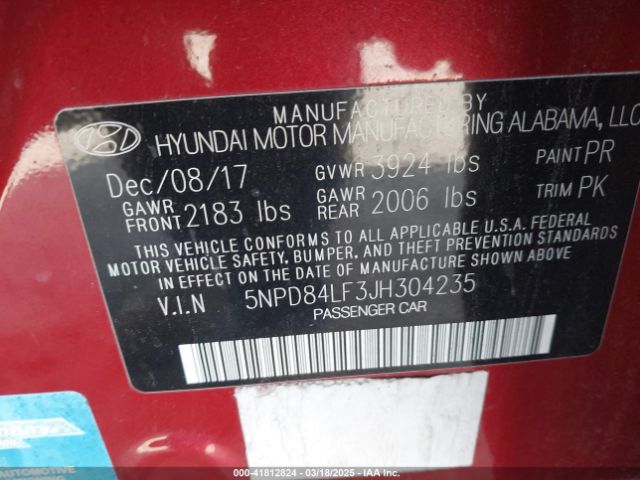 MANUFACTURED BY
HYUNDAI MOTOR MANUFACTURING ALABAMA, LLC
Dec/08/17 GVWR 3924 lbs PAINT PR
GAWR FRONT 2183 lbs GAWR REAR 2006 lbs TRIM PK
THIS VEHICLE CONFORMS TO ALL APPLICABLE U.S.A. FEDERAL
MOTOR VEHICLE SAFETY, BUMPER, AND THEFT PREVENTION STANDARDS
IN EFFECT ON THE DATE OF MANUFACTURE SHOWN ABOVE.
V.I.N 5NPD84LF3JH304235
PASSENGER CAR
AUTOMOTIVE
000-41812824 | 03/18/2025 - IAAI.com